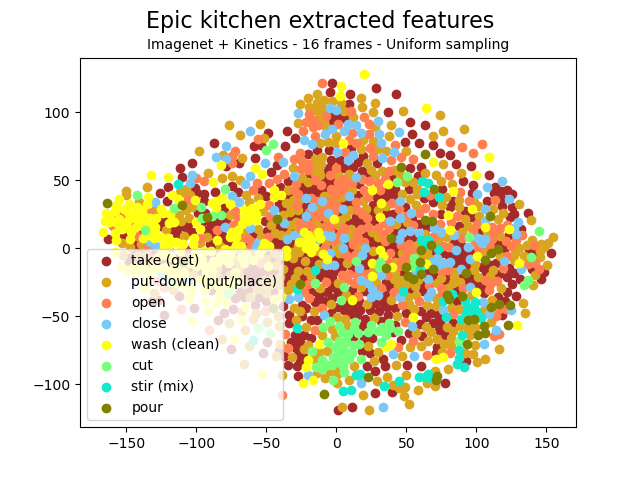 Epic kitchen extracted features
Imagenet + Kinetics - 16 frames - Uniform sampling
100
50
0
−50
−100
take (get)
put-down (put/place)
open
close
wash (clean)
cut
stir (mix)
pour
−150
−100
−50
0
50
100
150